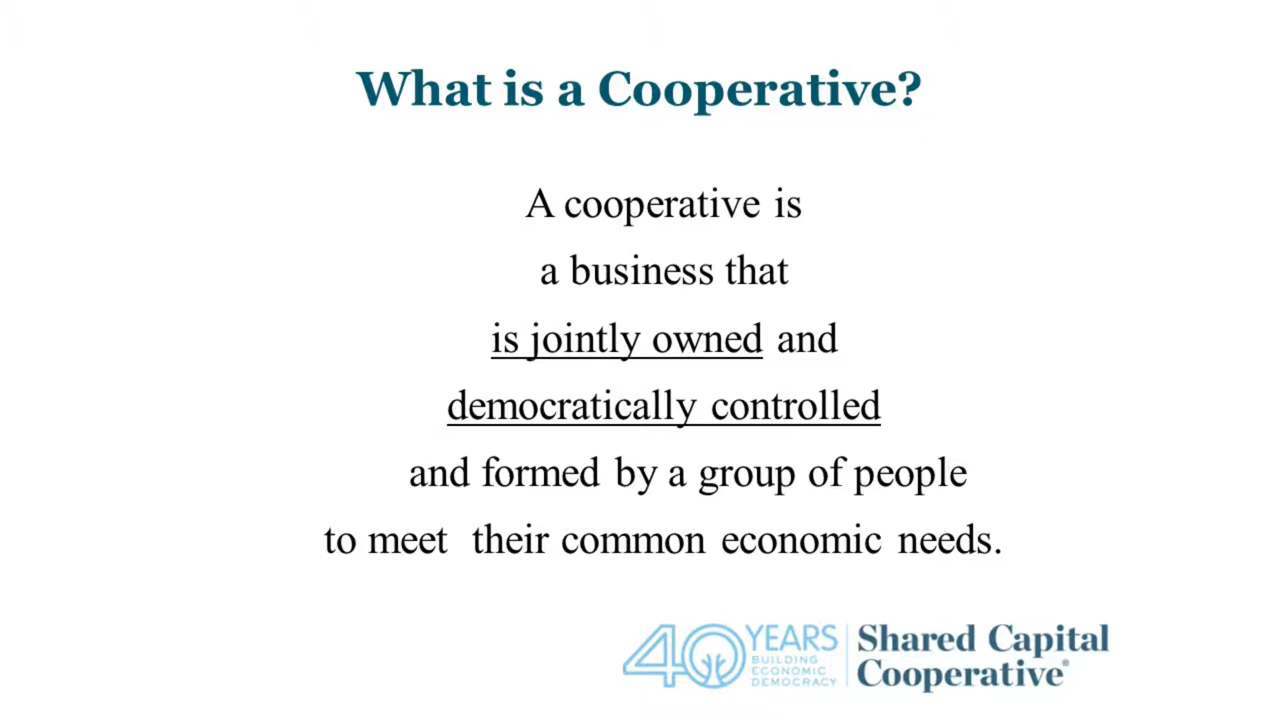 What is a Cooperative?
A cooperative is
a business that
is jointly owned and
democratically controlled
and formed by a group of people
to meet their common economic needs.
40 YEARS
BUILDING
ECONOMIC
DEMOCRACY
Shared Capital
Cooperative®